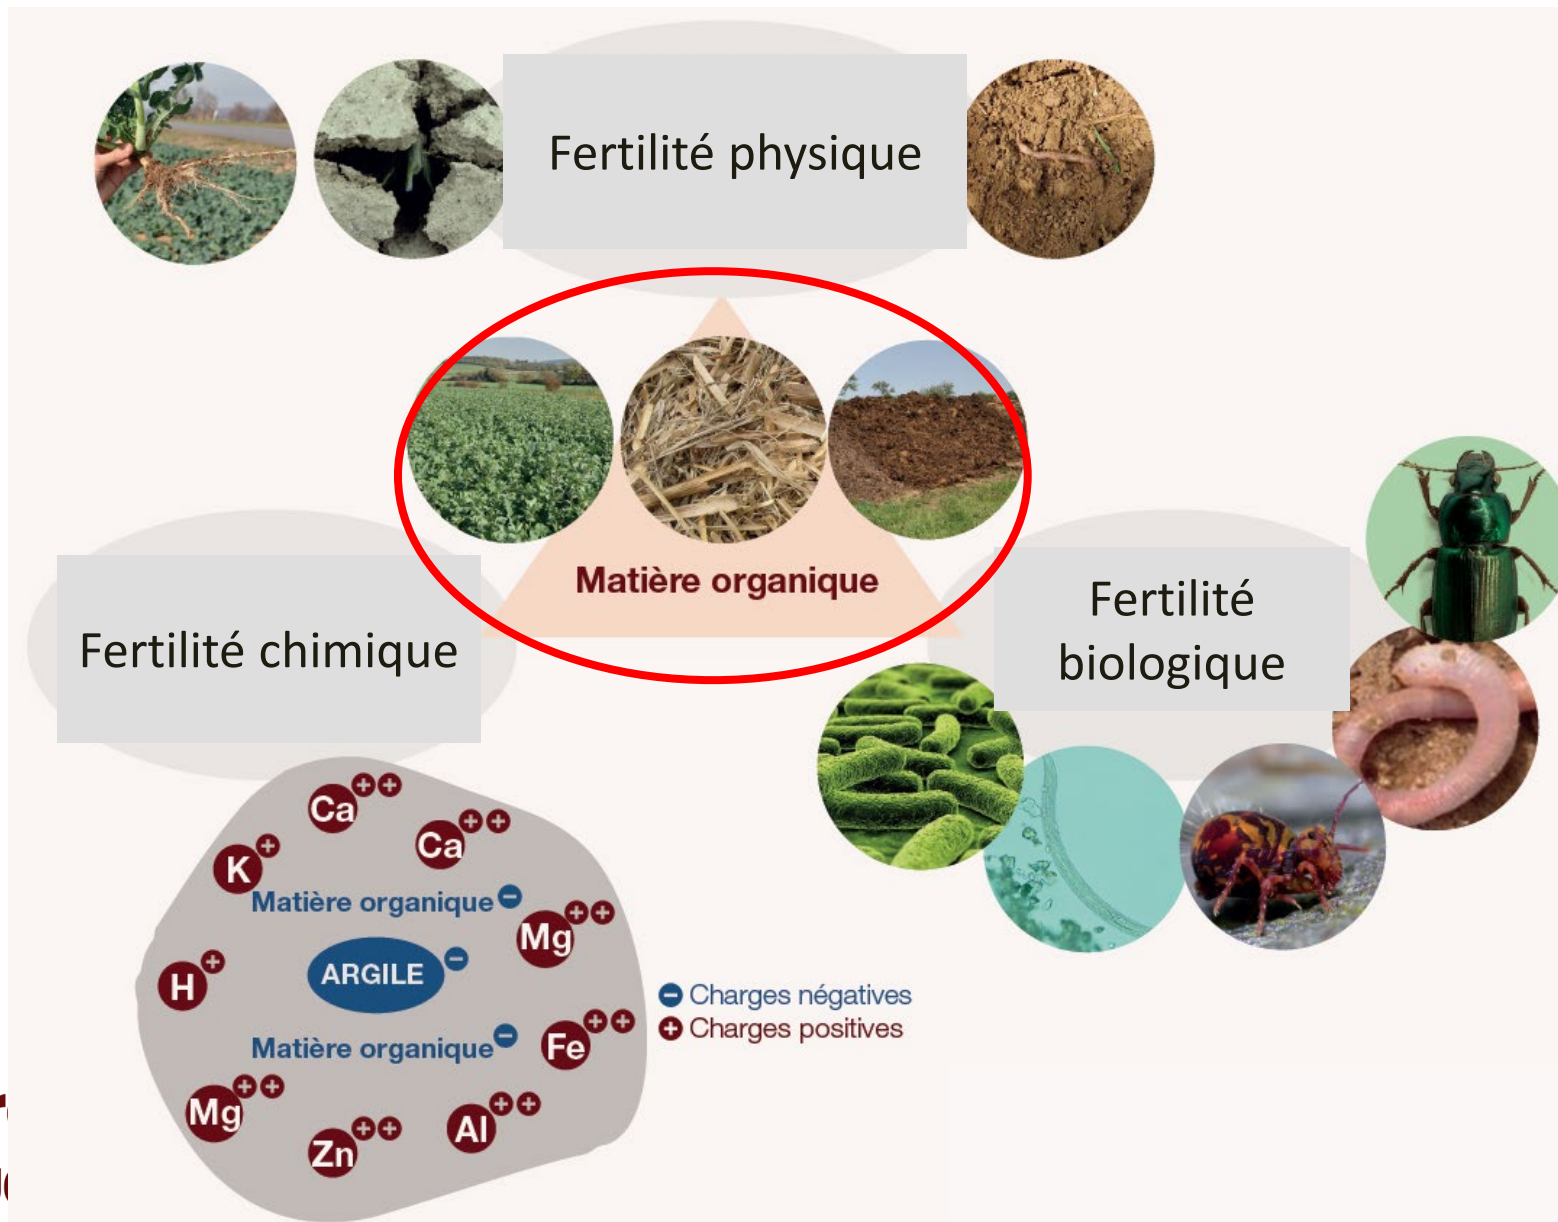 Fertilité physique
Matière organique
Fertilité chimique
Fertilité
biologique
Ca++
Ca++
K+
Matière organique -
Mg++
ARGILE -
H+
- Charges négatives
+ Charges positives
Matière organique -
Fe++
Mg++
Al++
Zn++